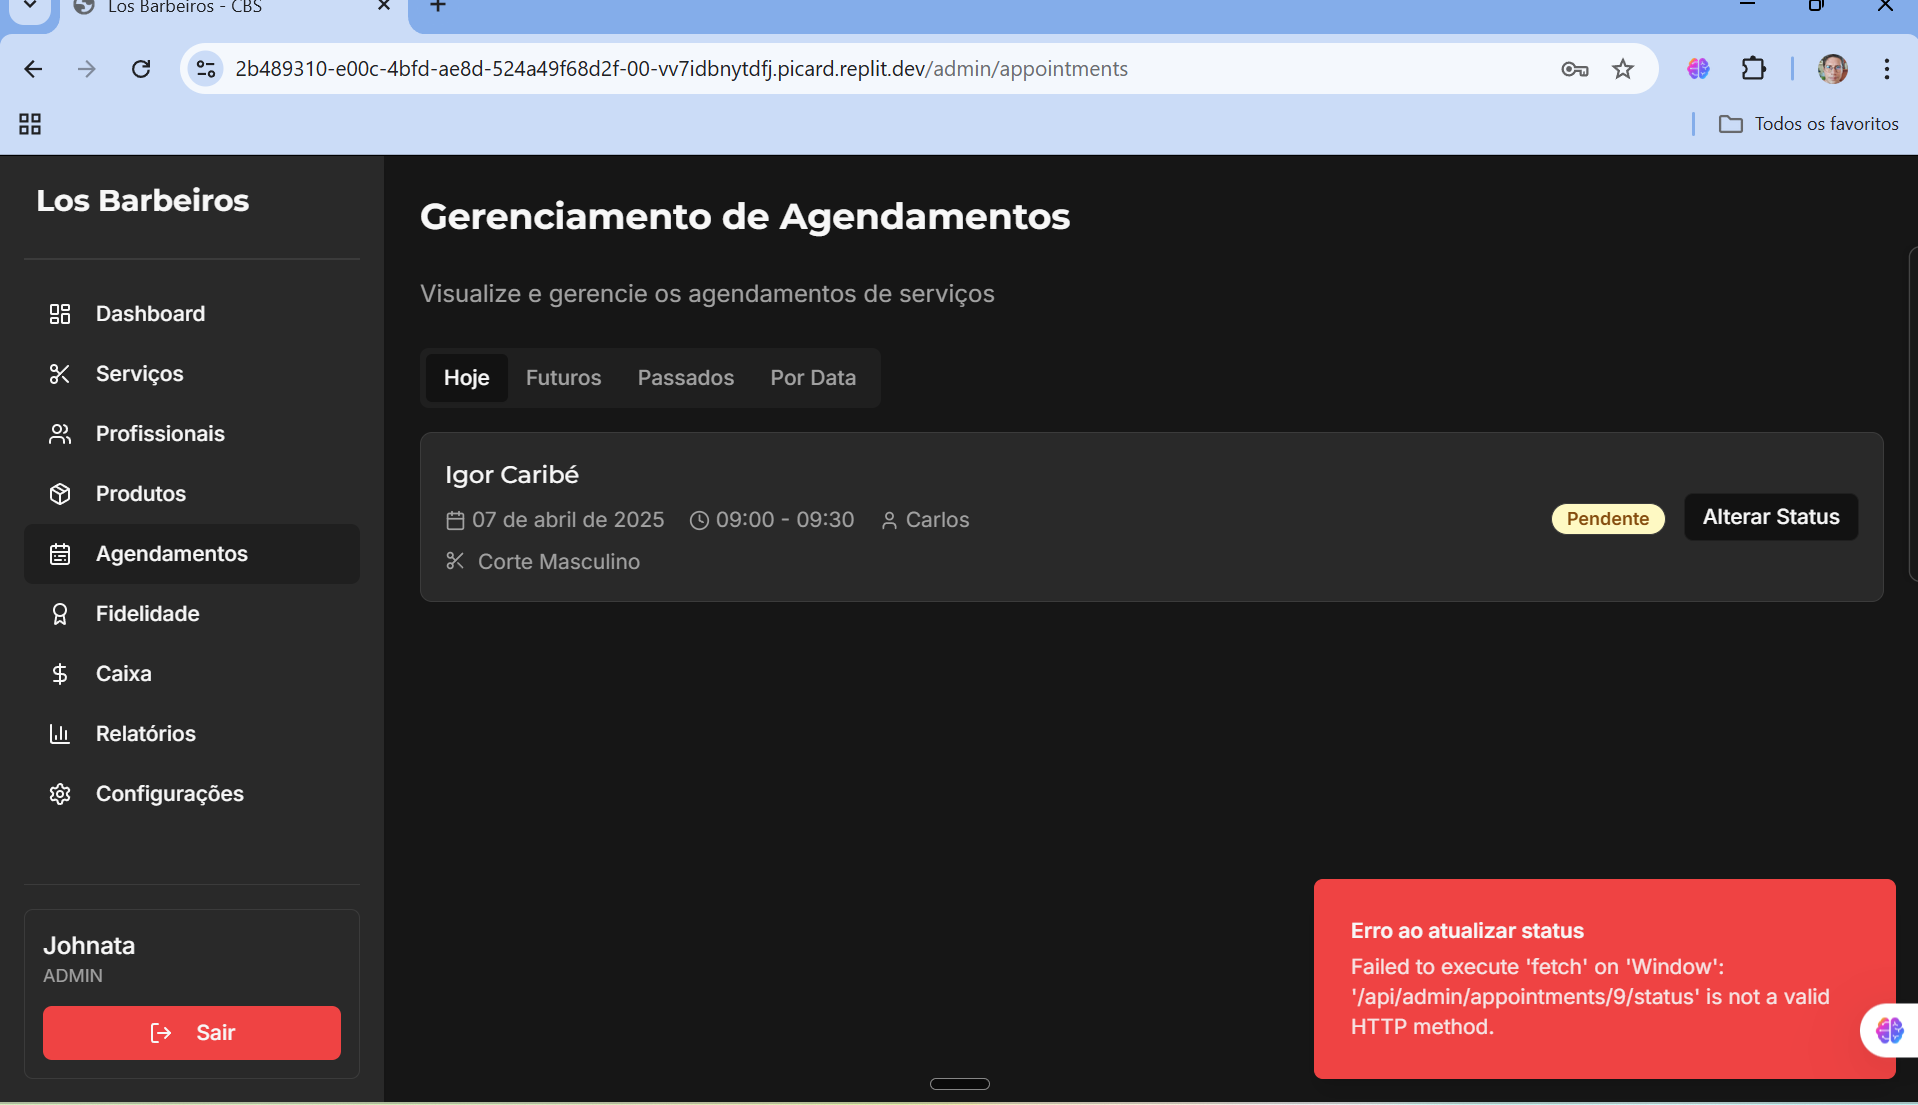 Los Barbeiros - CBS
2b489310-e00c-4bfd-ae8d-524a49f68d2f-00-vv7idbnytdfj.picard.replit.dev/admin/appointments
Todos os favoritos
Los Barbeiros
Dashboard
Serviços
Profissionais
Produtos
Agendamentos
Fidelidade
Caixa
Relatórios
Configurações
Johnata
ADMIN
Sair
Gerenciamento de Agendamentos
Visualize e gerencie os agendamentos de serviços
Hoje Futuros Passados Por Data
Igor Caribé
07 de abril de 2025 09:00 - 09:30 Carlos
Corte Masculino
Pendente
Alterar Status
Erro ao atualizar status
Failed to execute 'fetch' on 'Window':
'/api/admin/appointments/9/status' is not a valid
HTTP method.